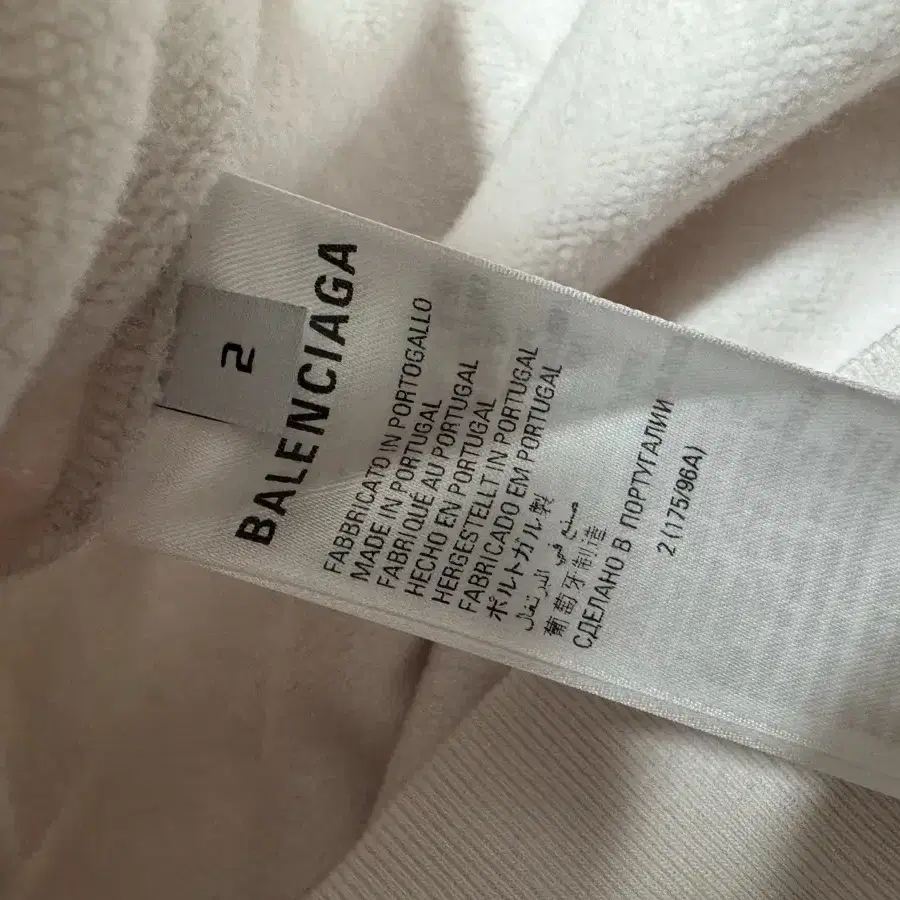 2
BALENCIAGA
FABBRICATO IN PORTOGALLO
MADE IN PORTUGAL
FABRIQUÉ AU PORTUGAL
HECHO EN PORTUGAL
HERGESTELLT IN PORTUGAL
FABRICADO EM PORTUGAL
ポルトガル製
صنع في البرتغال
葡萄牙制造
СДЕЛАНО В ПОРТУГАЛИИ
2 (175/96A)